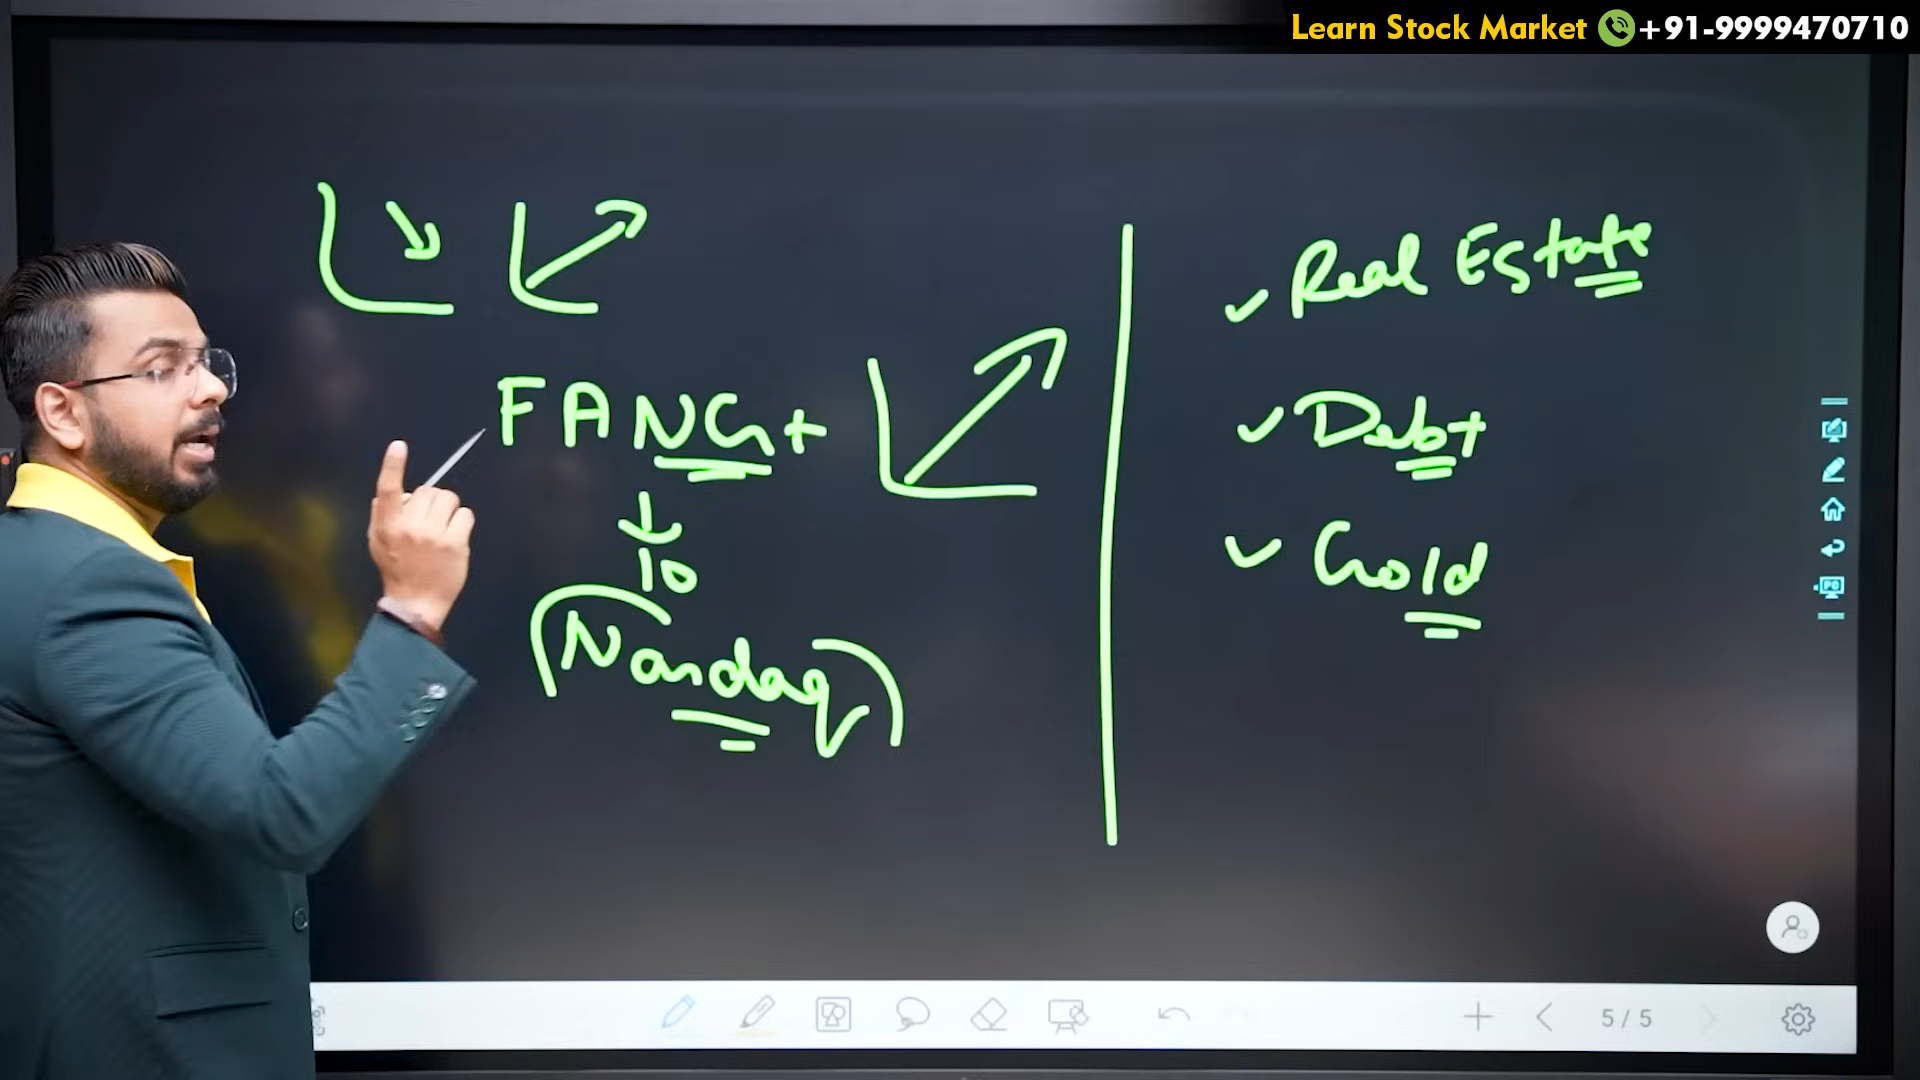 Learn Stock Market +91-9999470710
FANG+
10
Nasdaq
Real Estate
Debt
Gold
5/5